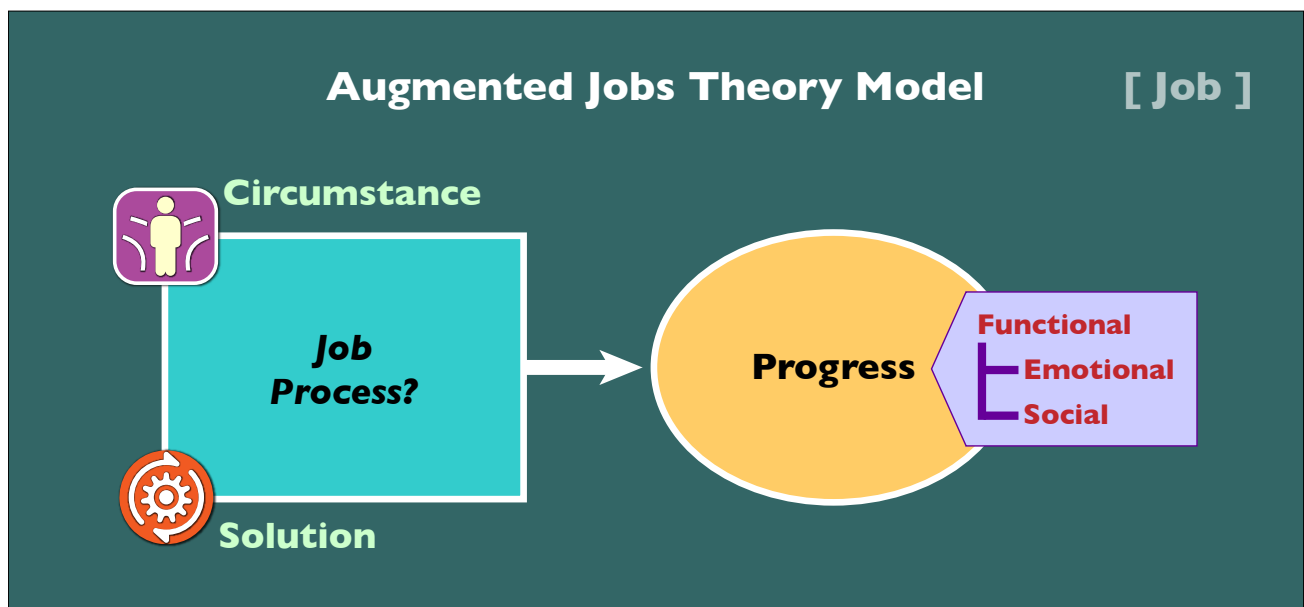 Augmented Jobs Theory Model
[ Job ]
Circumstance
Job
Process?
Solution
Progress
Functional
Emotional
Social